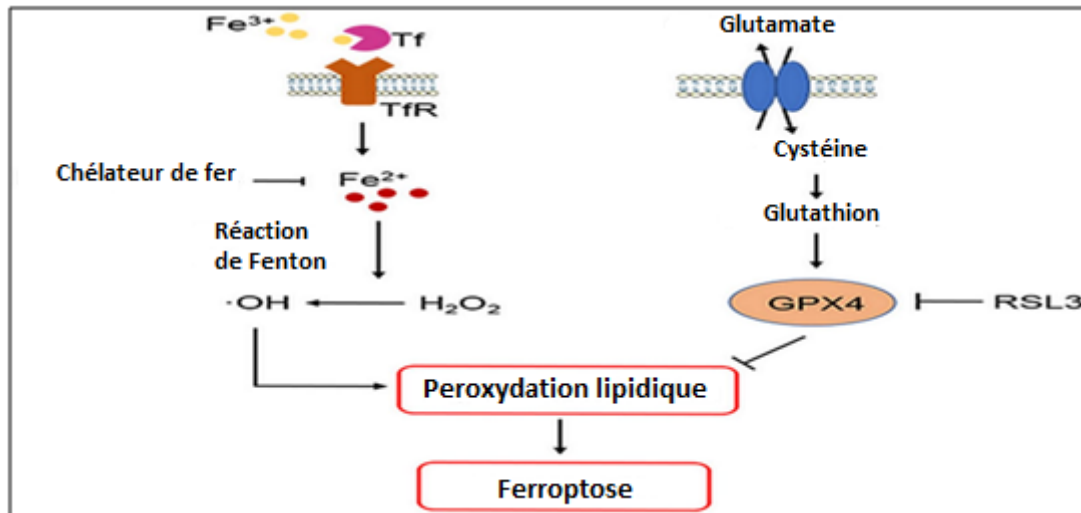 Fe³⁺
Tf
TfR
Chélateur de fer
Fe²⁺
Réaction
de Fenton
·OH
H₂O₂
Glutamate
Cystéine
Glutathion
GPX4
RSL3
Peroxydation lipidique
Ferroptose